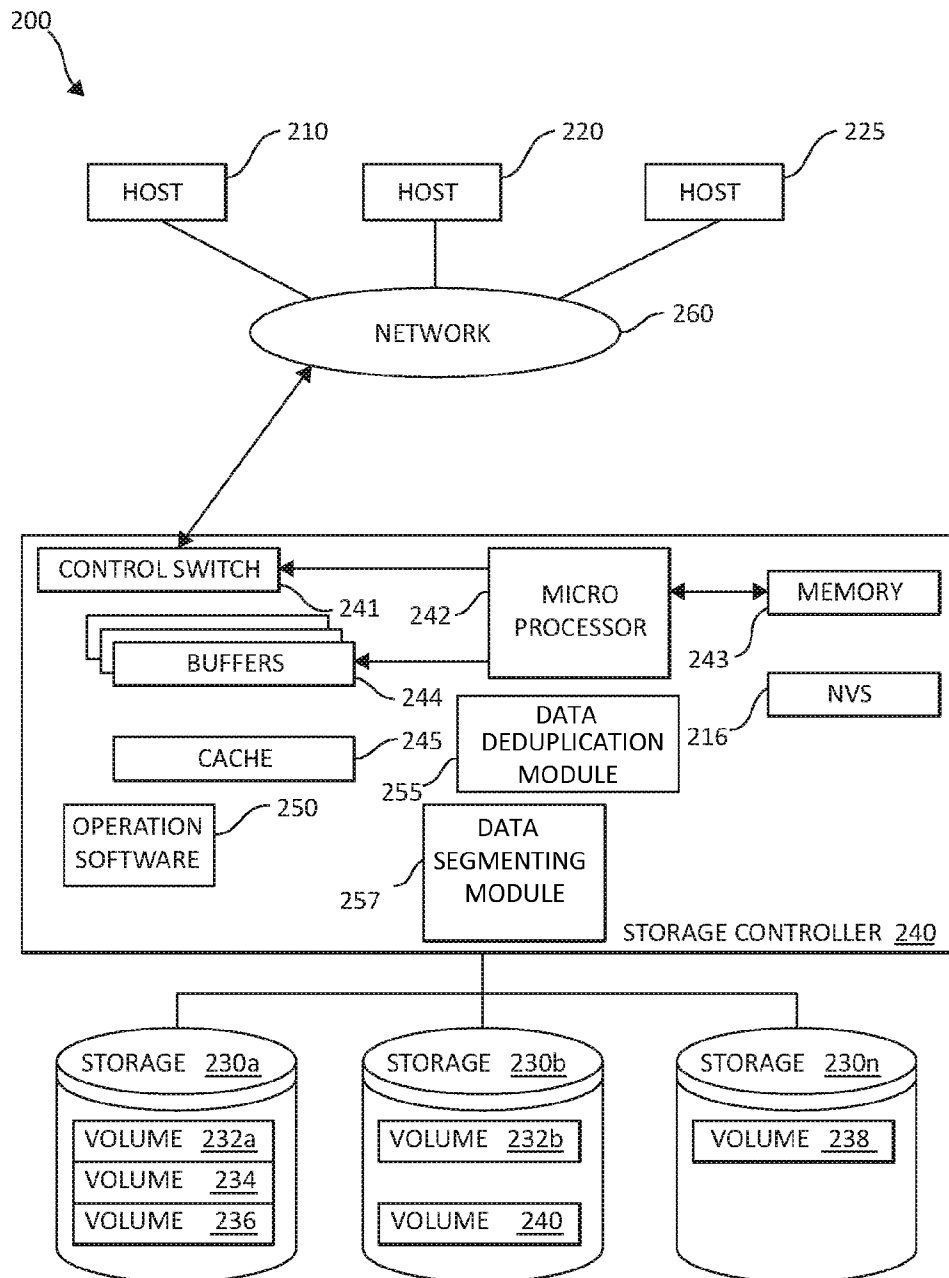 200
210
220
225
HOST
HOST
HOST
NETWORK
260
CONTROL SWITCH
241
242
MICRO
PROCESSOR
MEMORY
243
BUFFERS
244
NVS
216
CACHE
245
DATA
DEDUPLICATION
MODULE
255
OPERATION
SOFTWARE
250
DATA
SEGMENTING
MODULE
257
STORAGE CONTROLLER 240
STORAGE 230a
VOLUME 232a
VOLUME 234
VOLUME 236
STORAGE 230b
VOLUME 232b
VOLUME 240
STORAGE 230n
VOLUME 238